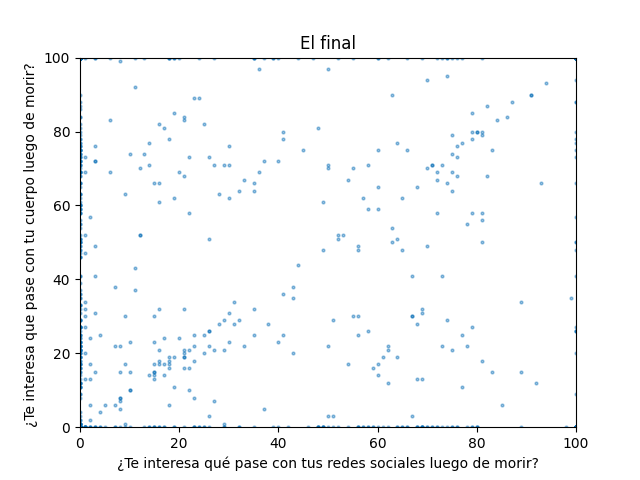 El final
¿Te interesa que pase con tu cuerpo luego de morir?
100
80
60
40
20
0
0 20 40 60 80 100
¿Te interesa qué pase con tus redes sociales luego de morir?